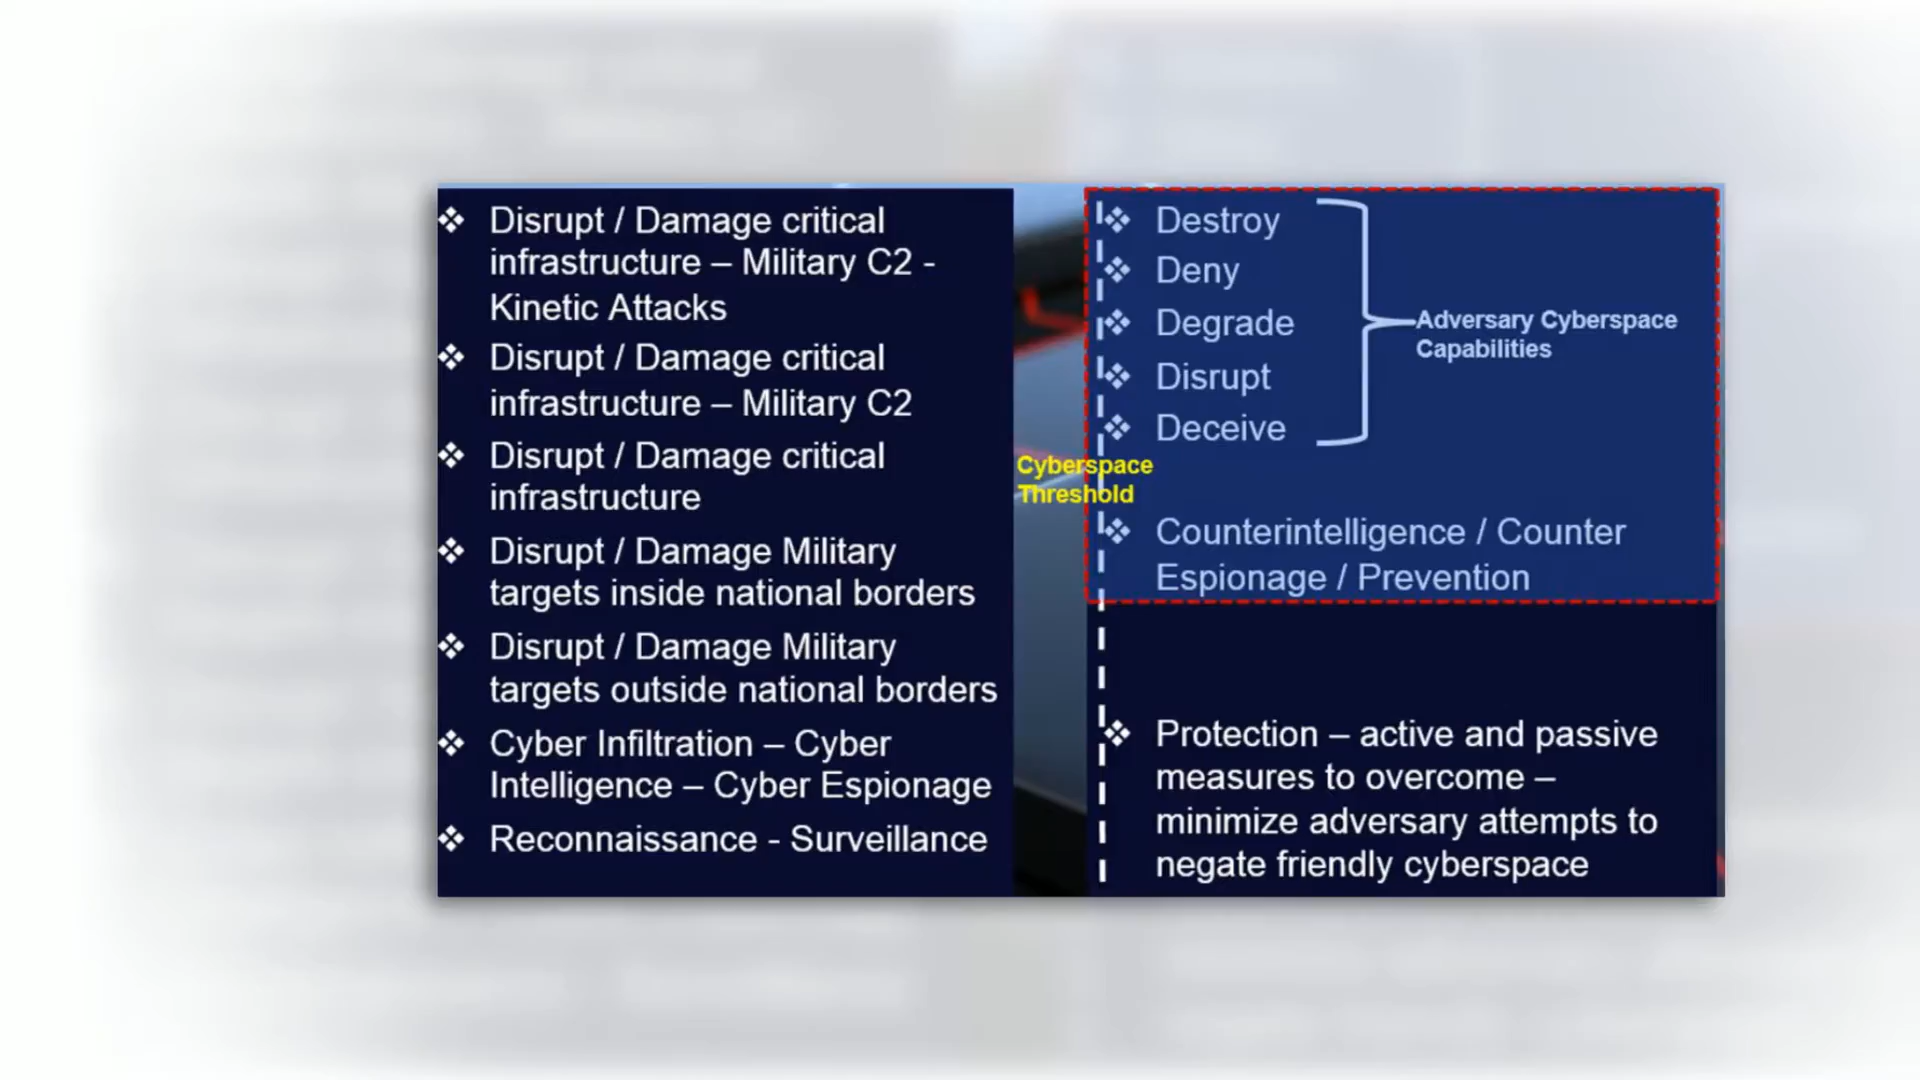 Disrupt / Damage critical
infrastructure – Military C2 -
Kinetic Attacks
Disrupt / Damage critical
infrastructure – Military C2
Disrupt / Damage critical
infrastructure
Disrupt / Damage Military
targets inside national borders
Disrupt / Damage Military
targets outside national borders
Cyber Infiltration – Cyber
Intelligence – Cyber Espionage
Reconnaissance - Surveillance
Cyberspace
Threshold
Destroy
Deny
Degrade
Disrupt
Deceive
Adversary Cyberspace
Capabilities
Counterintelligence / Counter
Espionage / Prevention
Protection – active and passive
measures to overcome –
minimize adversary attempts to
negate friendly cyberspace